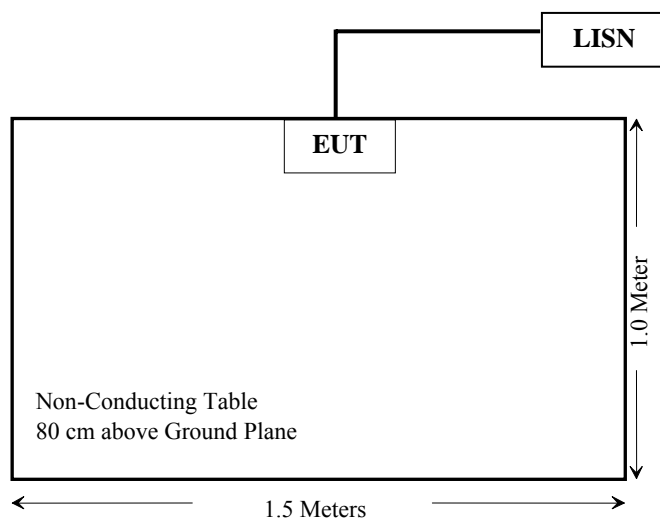 LISN
EUT
1.0 Meter
Non-Conducting Table
80 cm above Ground Plane
1.5 Meters